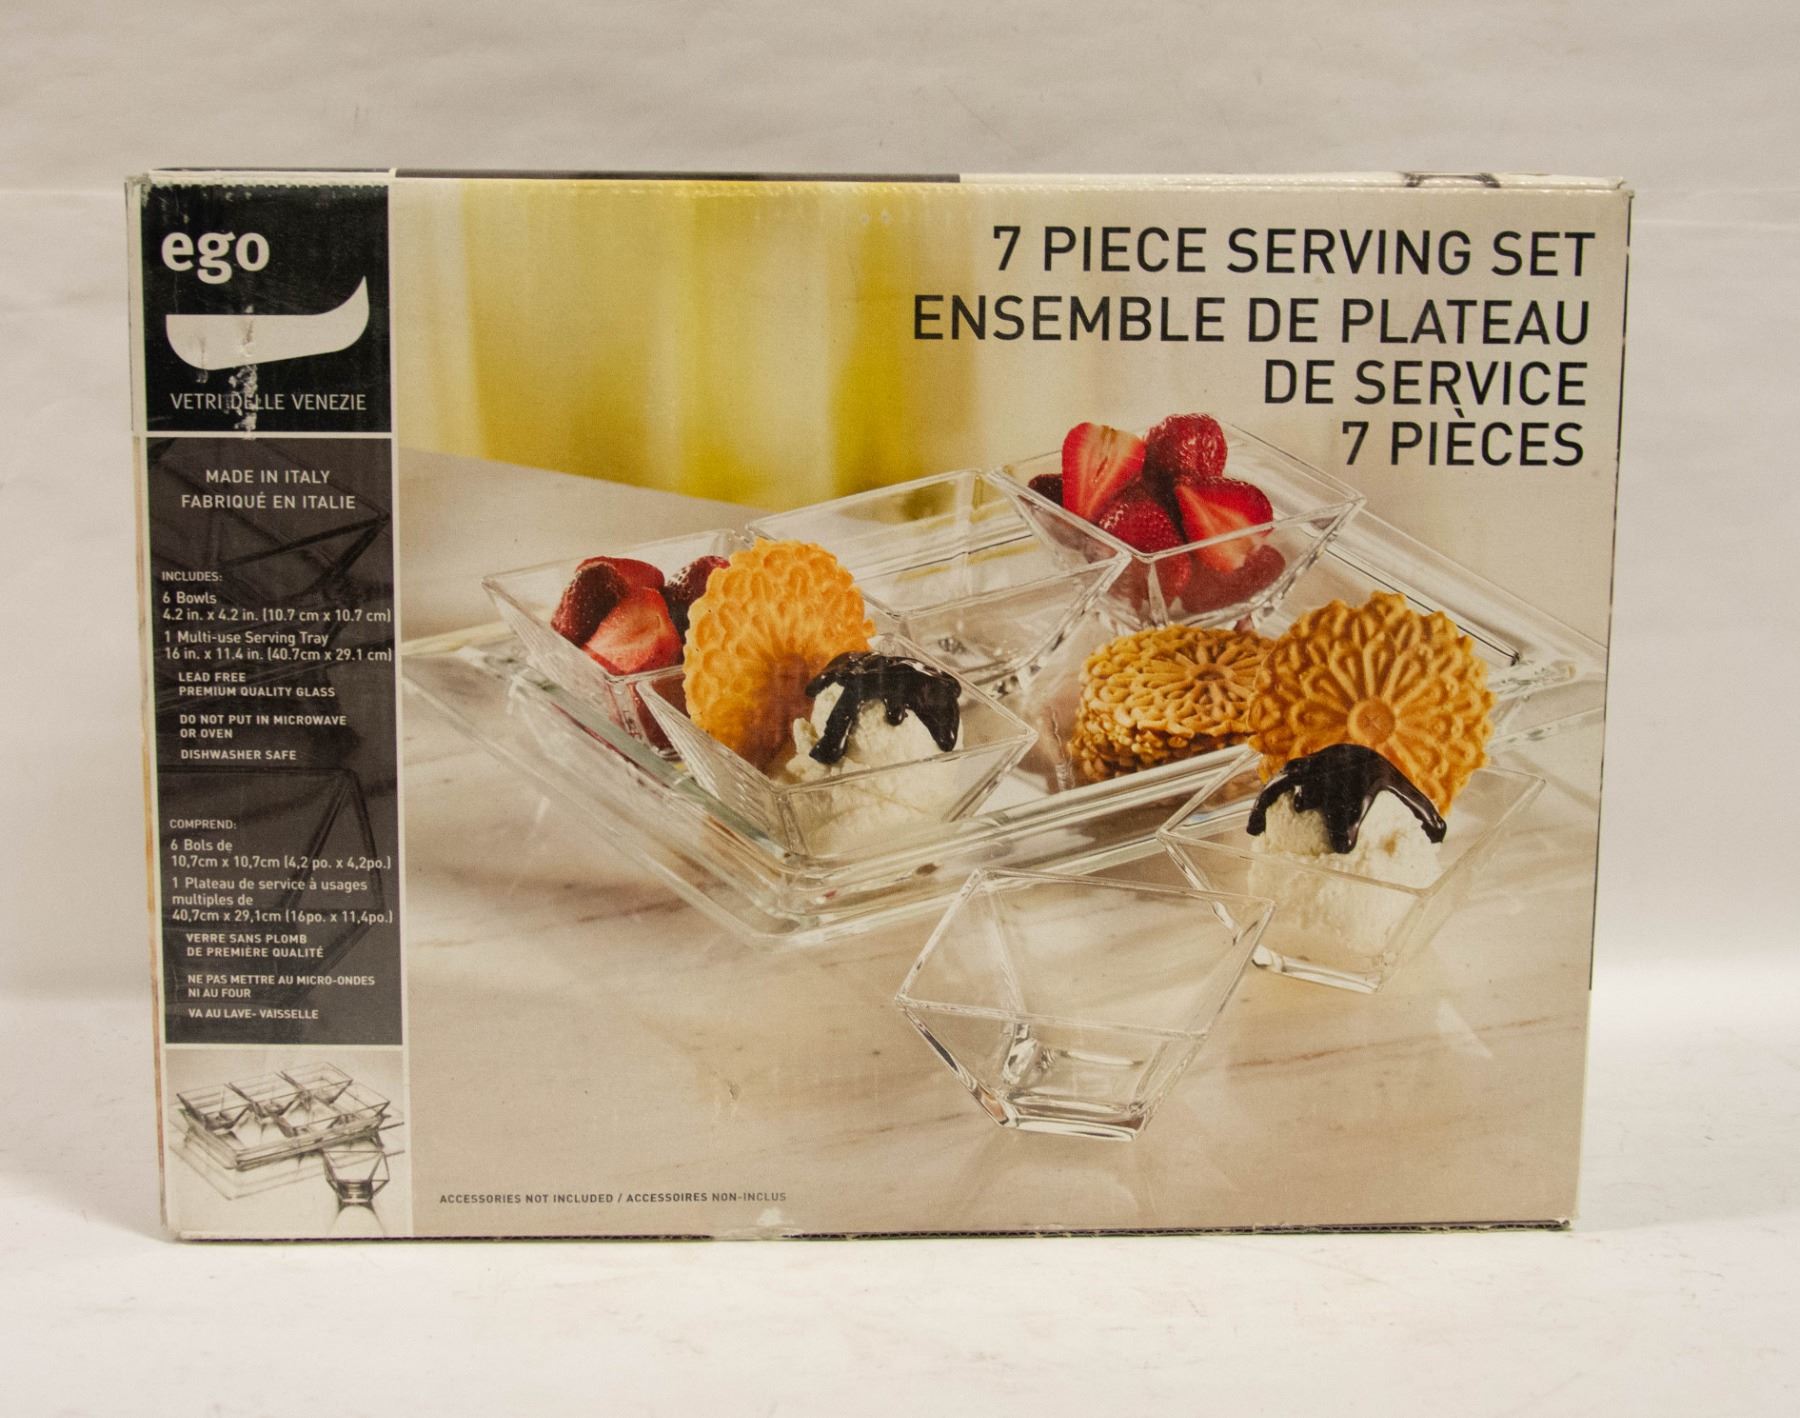 ego
VETRI DELLE VENEZIE
MADE IN ITALY
FABRIQUÉ EN ITALIE
INCLUDES:
6 Bowls
4.2 in. x 4.2 in. (10.7 cm x 10.7 cm)
1 Multi-use Serving Tray
16 in. x 11.4 in. (40.7cm x 29.1 cm)
LEAD FREE
PREMIUM QUALITY GLASS
DO NOT PUT IN MICROWAVE
OR OVEN
DISHWASHER SAFE
COMPREND:
6 Bols de
10,7cm x 10,7cm (4,2 po. x 4,2po.)
1 Plateau de service à usages
multiples de
40,7cm x 29,1cm (16po. x 11,4po.)
VERRE SANS PLOMB
DE PREMIÈRE QUALITÉ
NE PAS METTRE AU MICRO-ONDES
NI AU FOUR
VA AU LAVE- VAISSELLE
7 PIECE SERVING SET
ENSEMBLE DE PLATEAU
DE SERVICE
7 PIÈCES
ACCESSORIES NOT INCLUDED / ACCESSOIRES NON-INCLUS